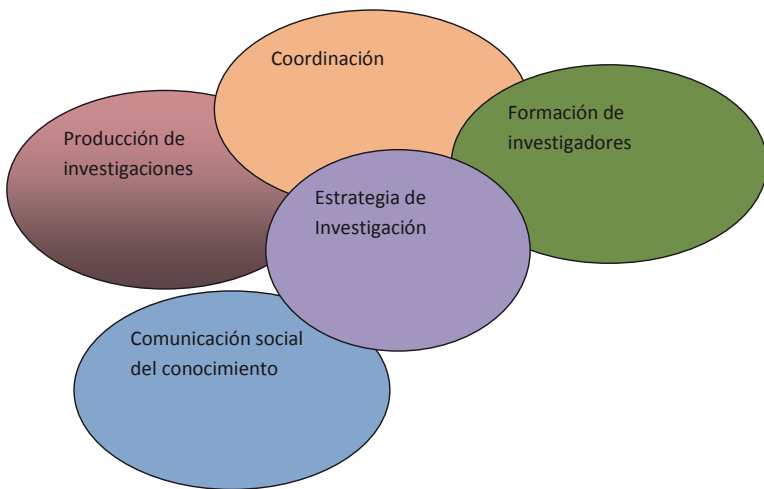 Coordinación
Formación de
investigadores
Producción de
investigaciones
Estrategia de
Investigación
Comunicación social
del conocimiento